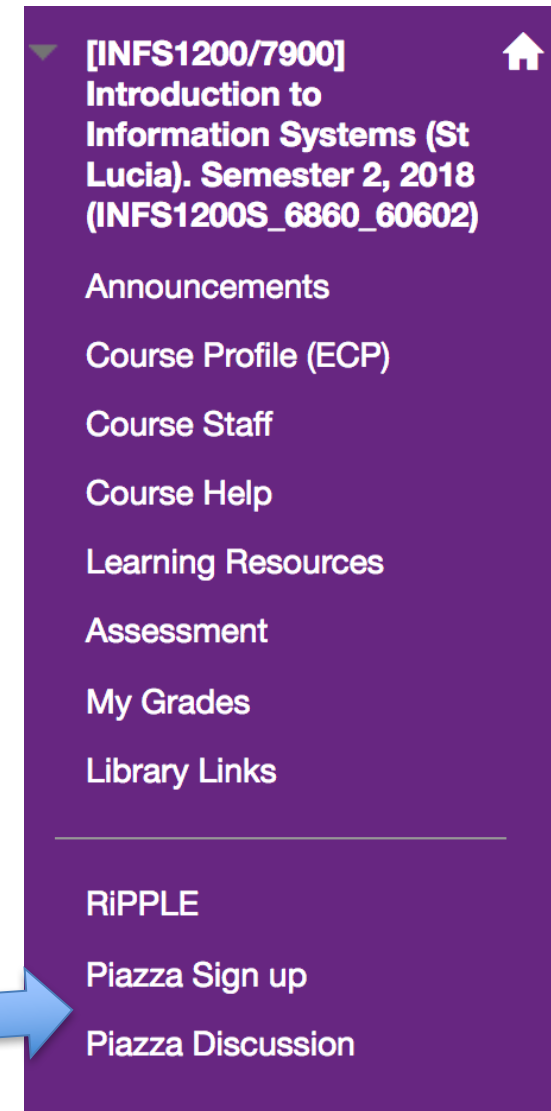 [INFS1200/7900]
Introduction to
Information Systems (St
Lucia). Semester 2, 2018
(INFS1200S_6860_60602)
Announcements
Course Profile (ECP)
Course Staff
Course Help
Learning Resources
Assessment
My Grades
Library Links
RiPPLE
Piazza Sign up
Piazza Discussion